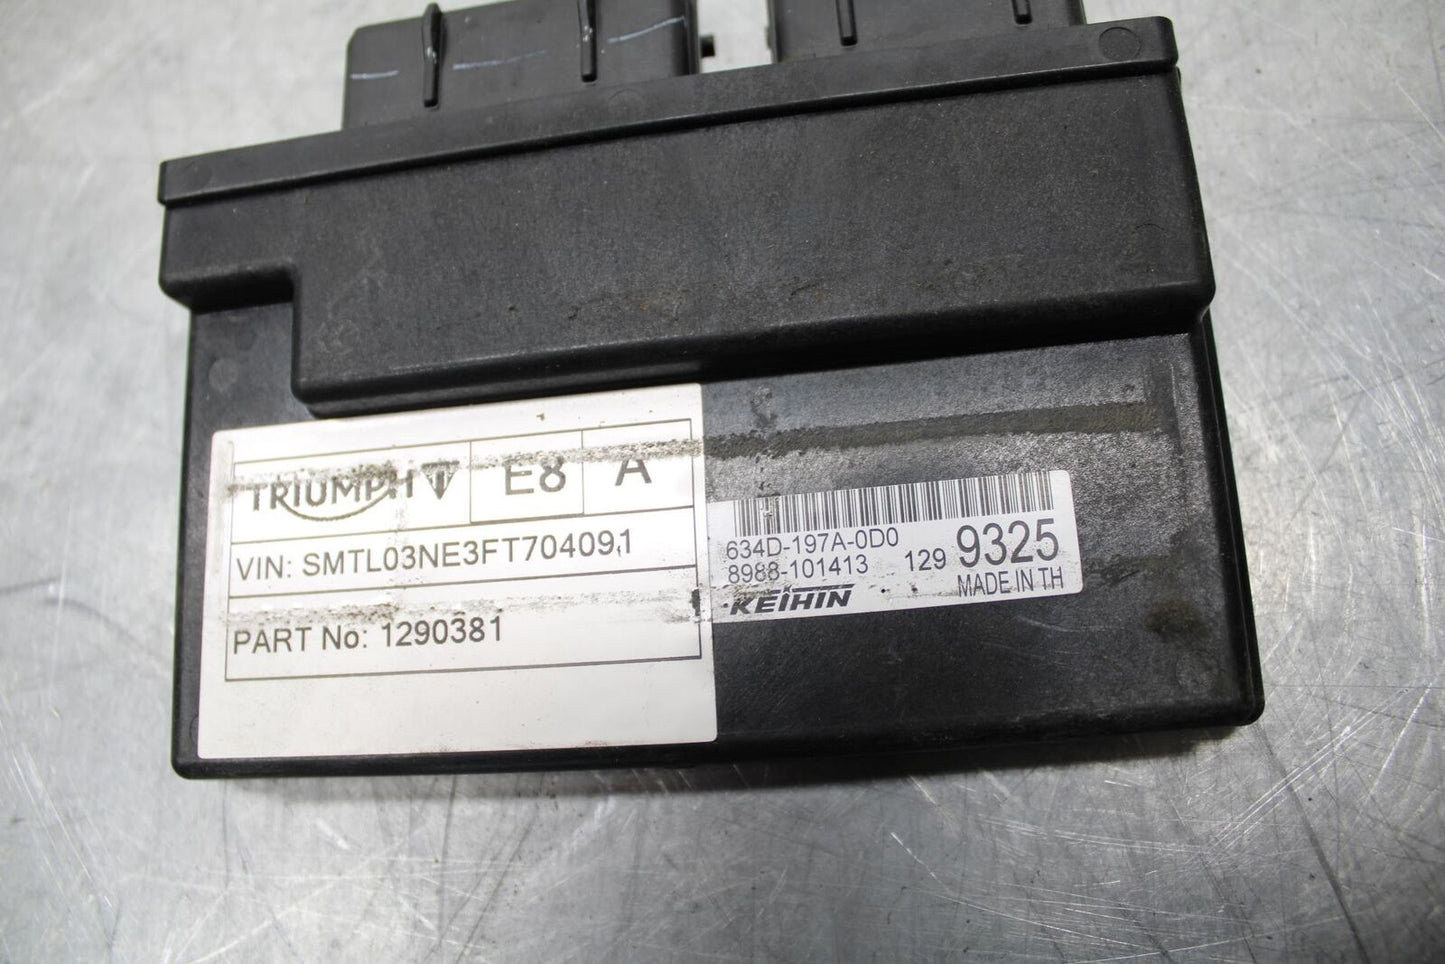 TRIUMPH E8 A
VIN: SMTL03NE3FT704091
PART No: 1290381
634D-197A-0D0
8988-101413 129 9325
KEIHIN MADE IN TH